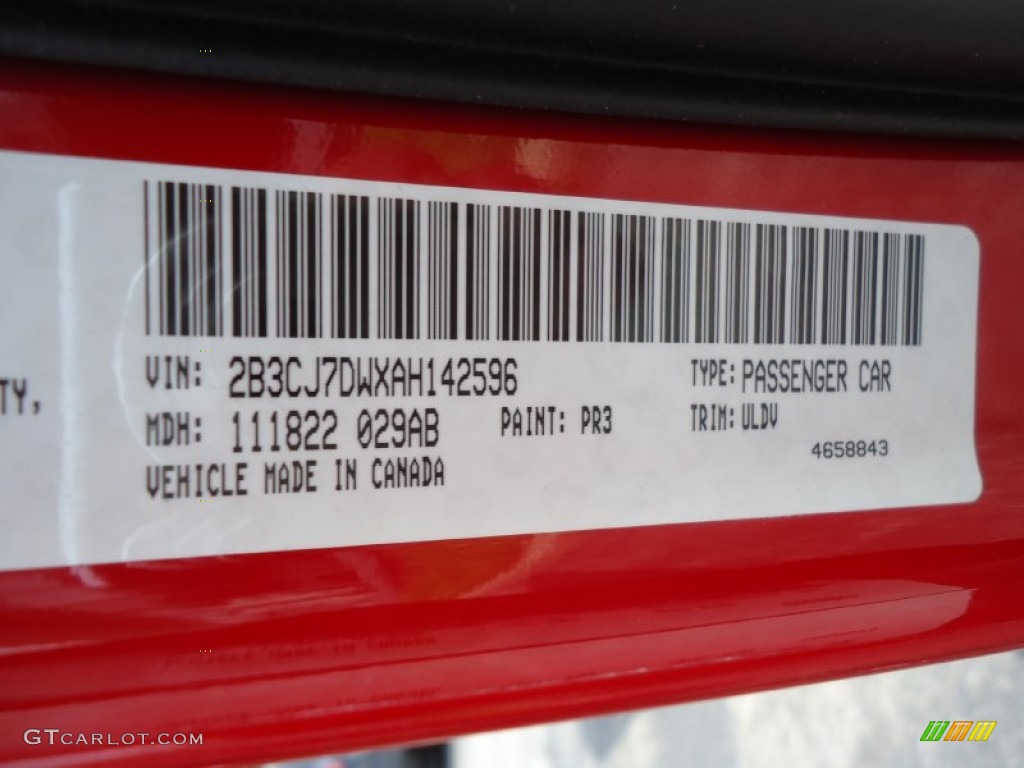 TY,
VIN: 2B3CJ7DWXAH142596 TYPE: PASSENGER CAR
MDH: 111822 029AB PAINT: PR3 TRIM: ULDV
4658843
VEHICLE MADE IN CANADA
GTCARLOT.COM